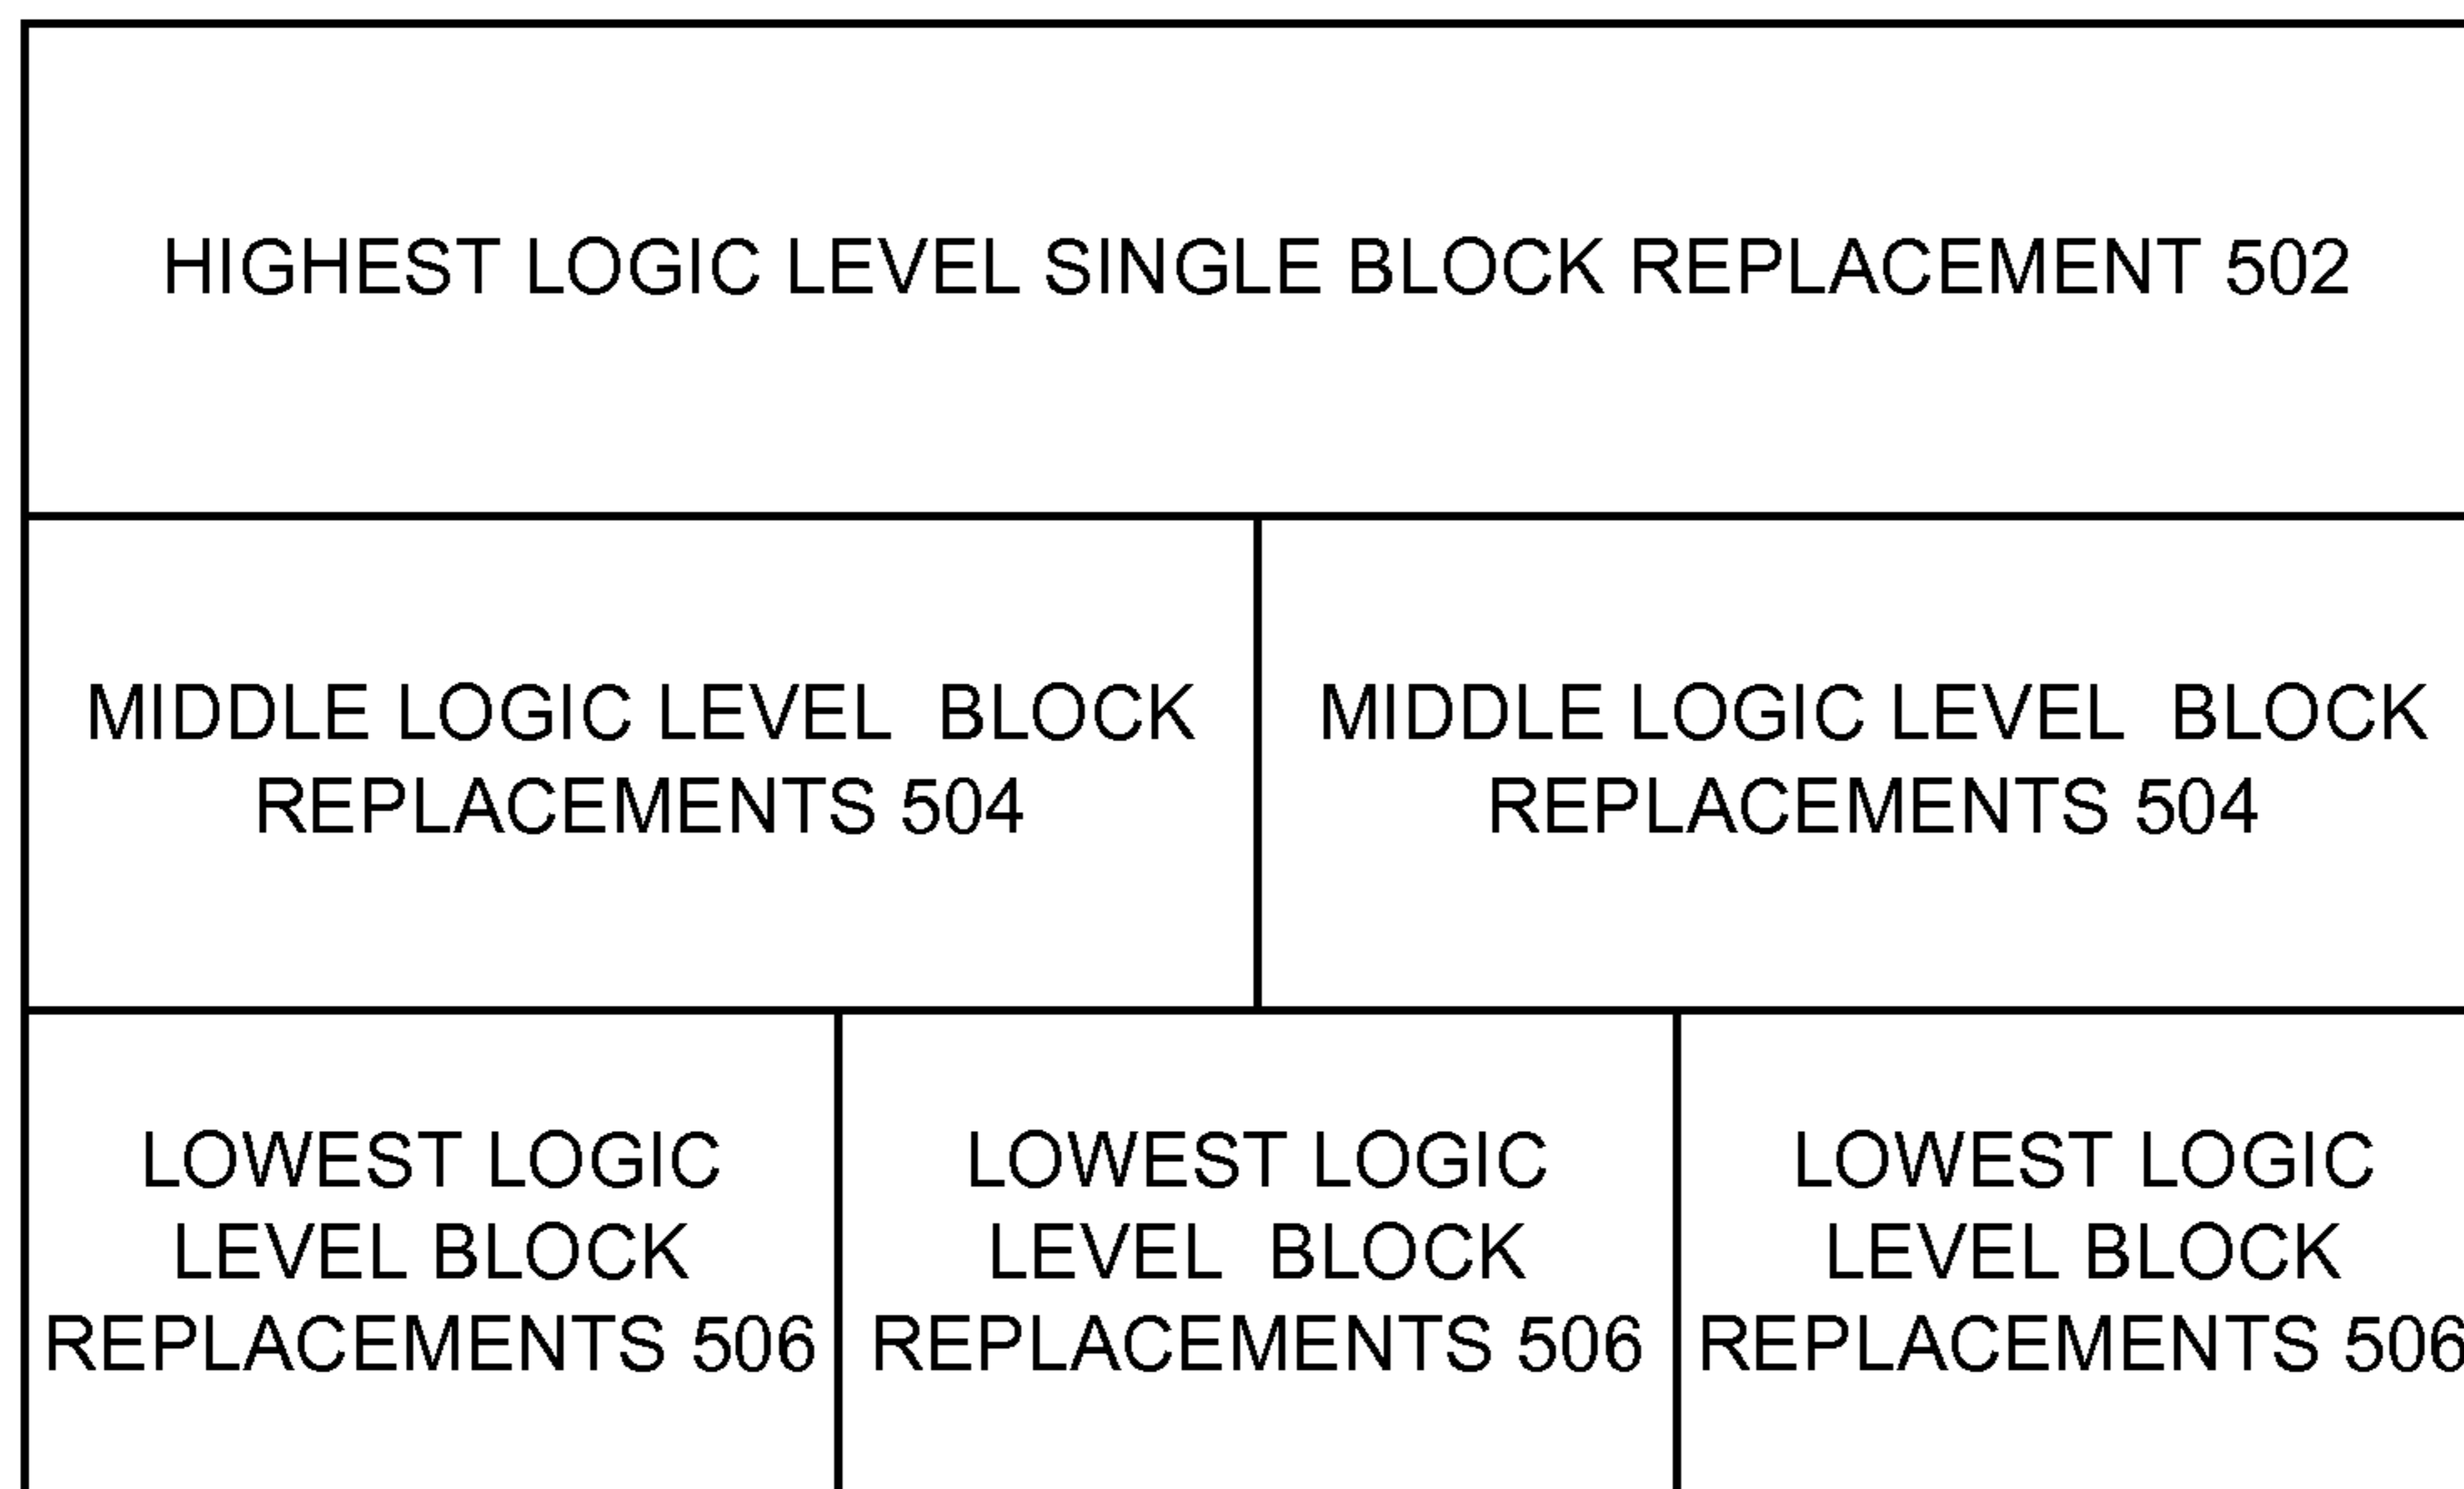 HIGHEST LOGIC LEVEL SINGLE BLOCK REPLACEMENT 502
MIDDLE LOGIC LEVEL BLOCK
REPLACEMENTS 504
MIDDLE LOGIC LEVEL BLOCK
REPLACEMENTS 504
LOWEST LOGIC
LEVEL BLOCK
REPLACEMENTS 506
LOWEST LOGIC
LEVEL BLOCK
REPLACEMENTS 506
LOWEST LOGIC
LEVEL BLOCK
REPLACEMENTS 506